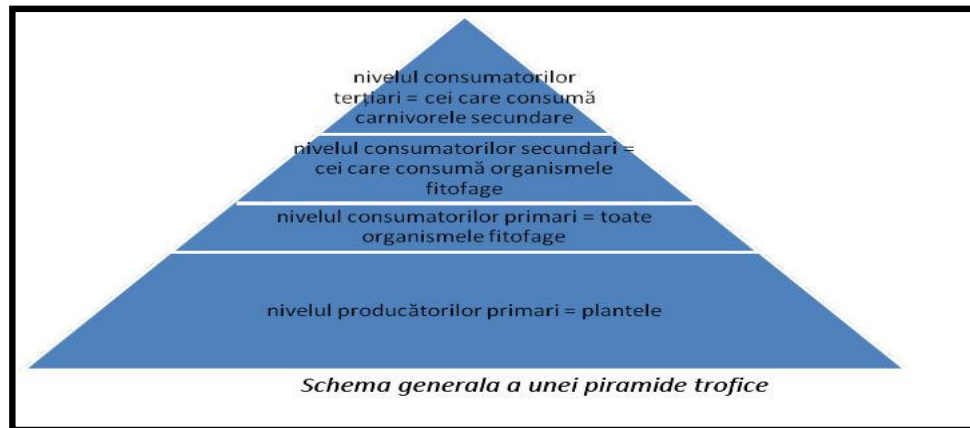 nivelul consumatorilor
terțiari = cei care consumă
carnivorele secundare
nivelul consumatorilor secundari =
cei care consumă organismele
fitofage
nivelul consumatorilor primari = toate
organismele fitofage
nivelul producătorilor primari = plantele
Schema generala a unei piramide trofice